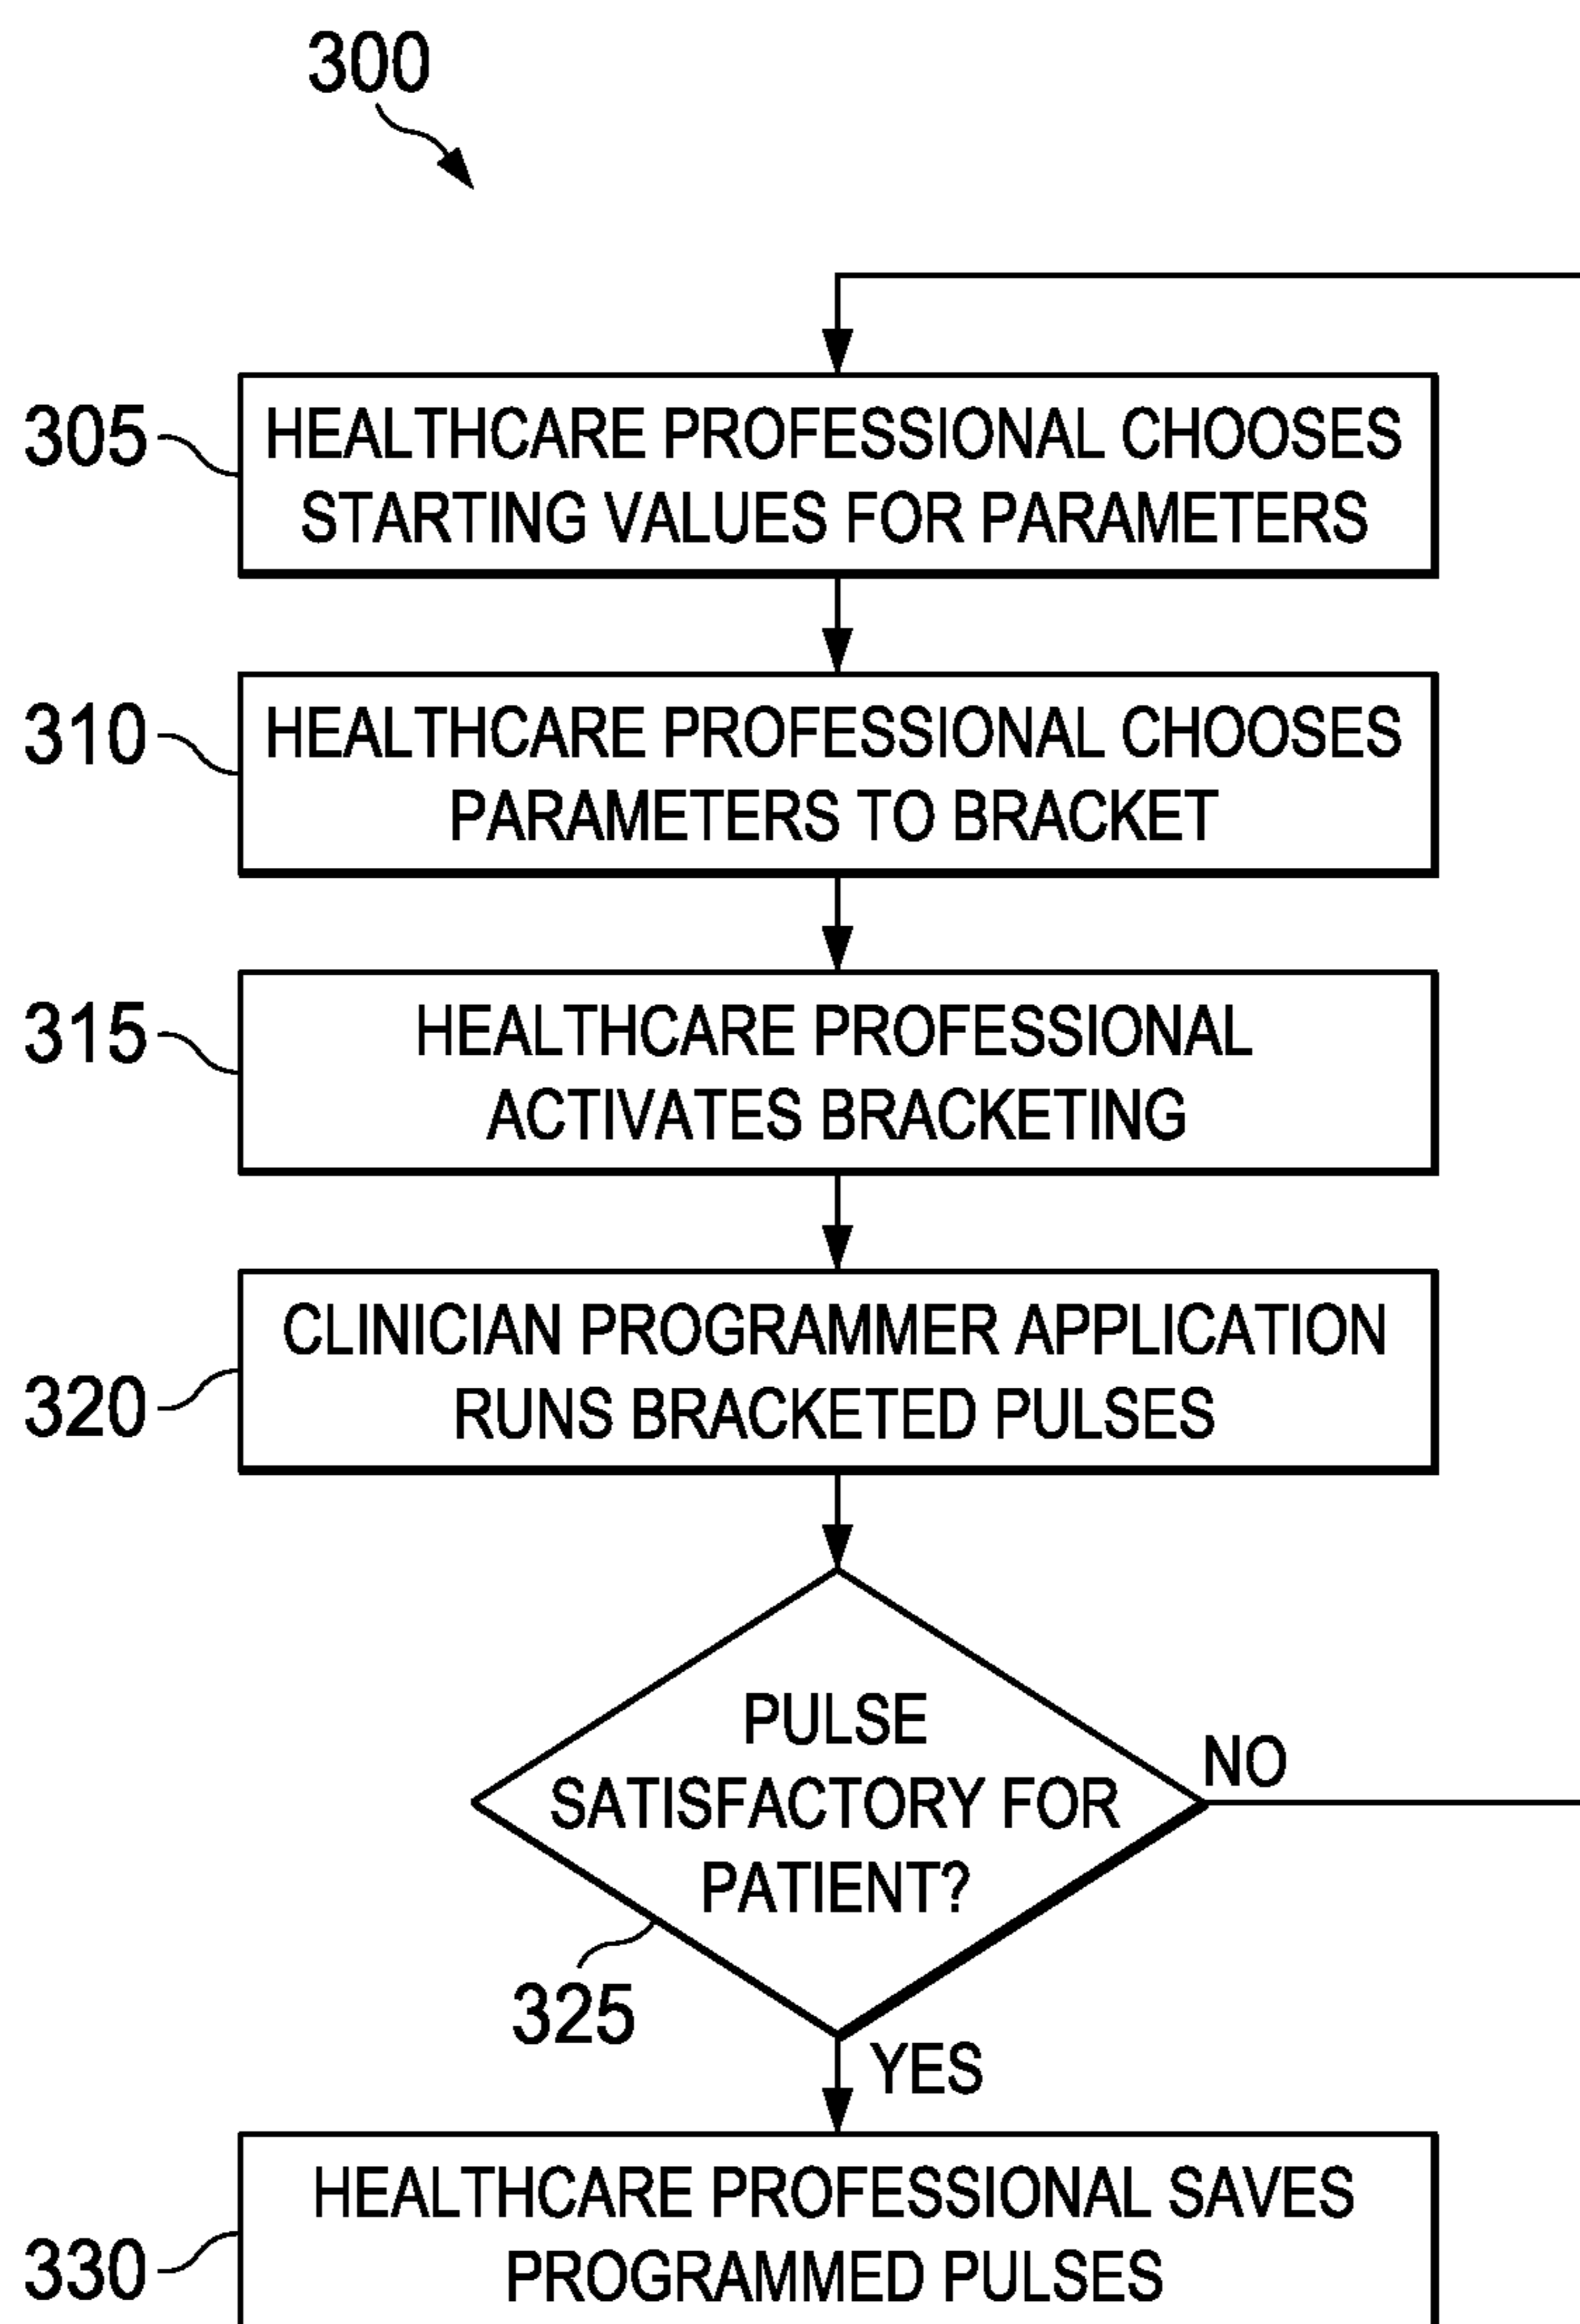 300
305
HEALTHCARE PROFESSIONAL CHOOSES
STARTING VALUES FOR PARAMETERS
310
HEALTHCARE PROFESSIONAL CHOOSES
PARAMETERS TO BRACKET
315
HEALTHCARE PROFESSIONAL
ACTIVATES BRACKETING
320
CLINICIAN PROGRAMMER APPLICATION
RUNS BRACKETED PULSES
PULSE
SATISFACTORY FOR
PATIENT?
NO
325
YES
330
HEALTHCARE PROFESSIONAL SAVES
PROGRAMMED PULSES